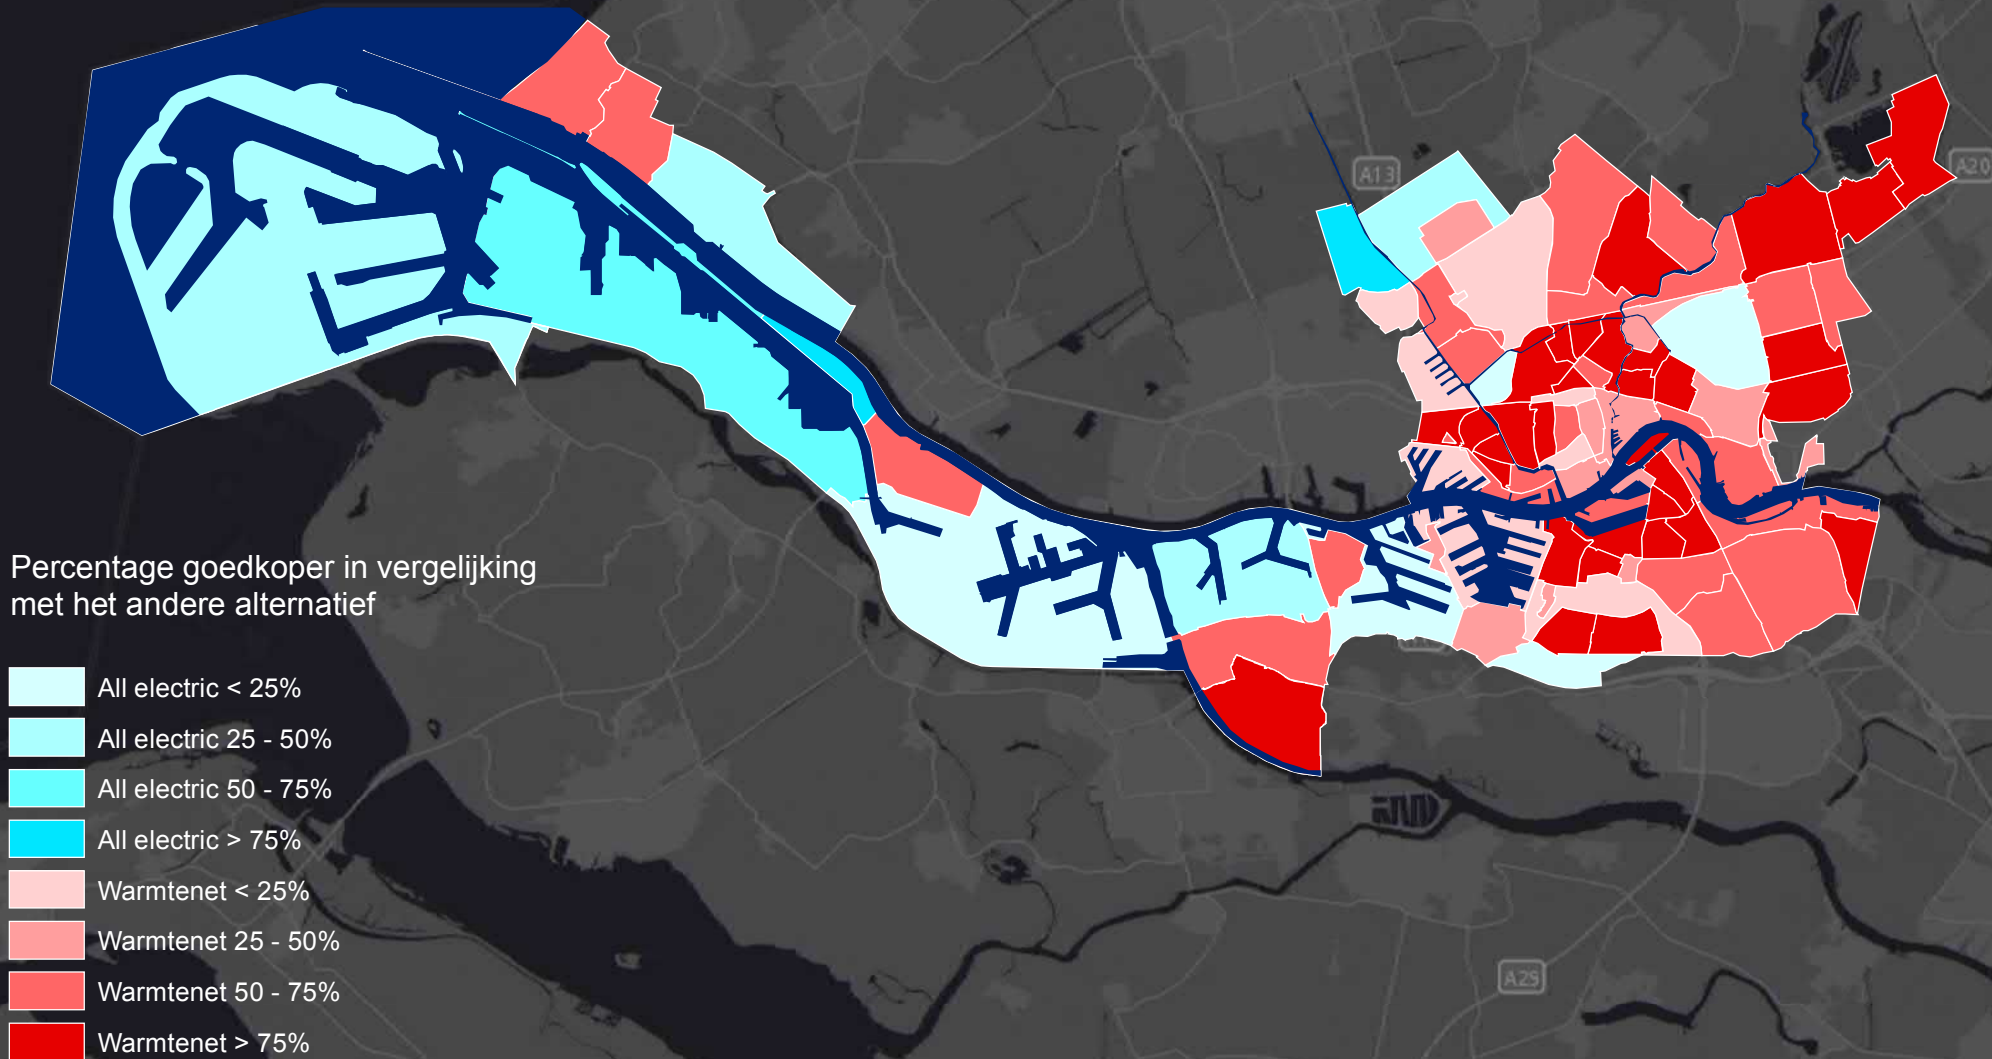 A13
A20
Percentage goedkoper in vergelijking
met het andere alternatief
All electric < 25%
All electric 25 - 50%
All electric 50 - 75%
All electric > 75%
Warmtenet < 25%
Warmtenet 25 - 50%
Warmtenet 50 - 75%
Warmtenet > 75%
A29